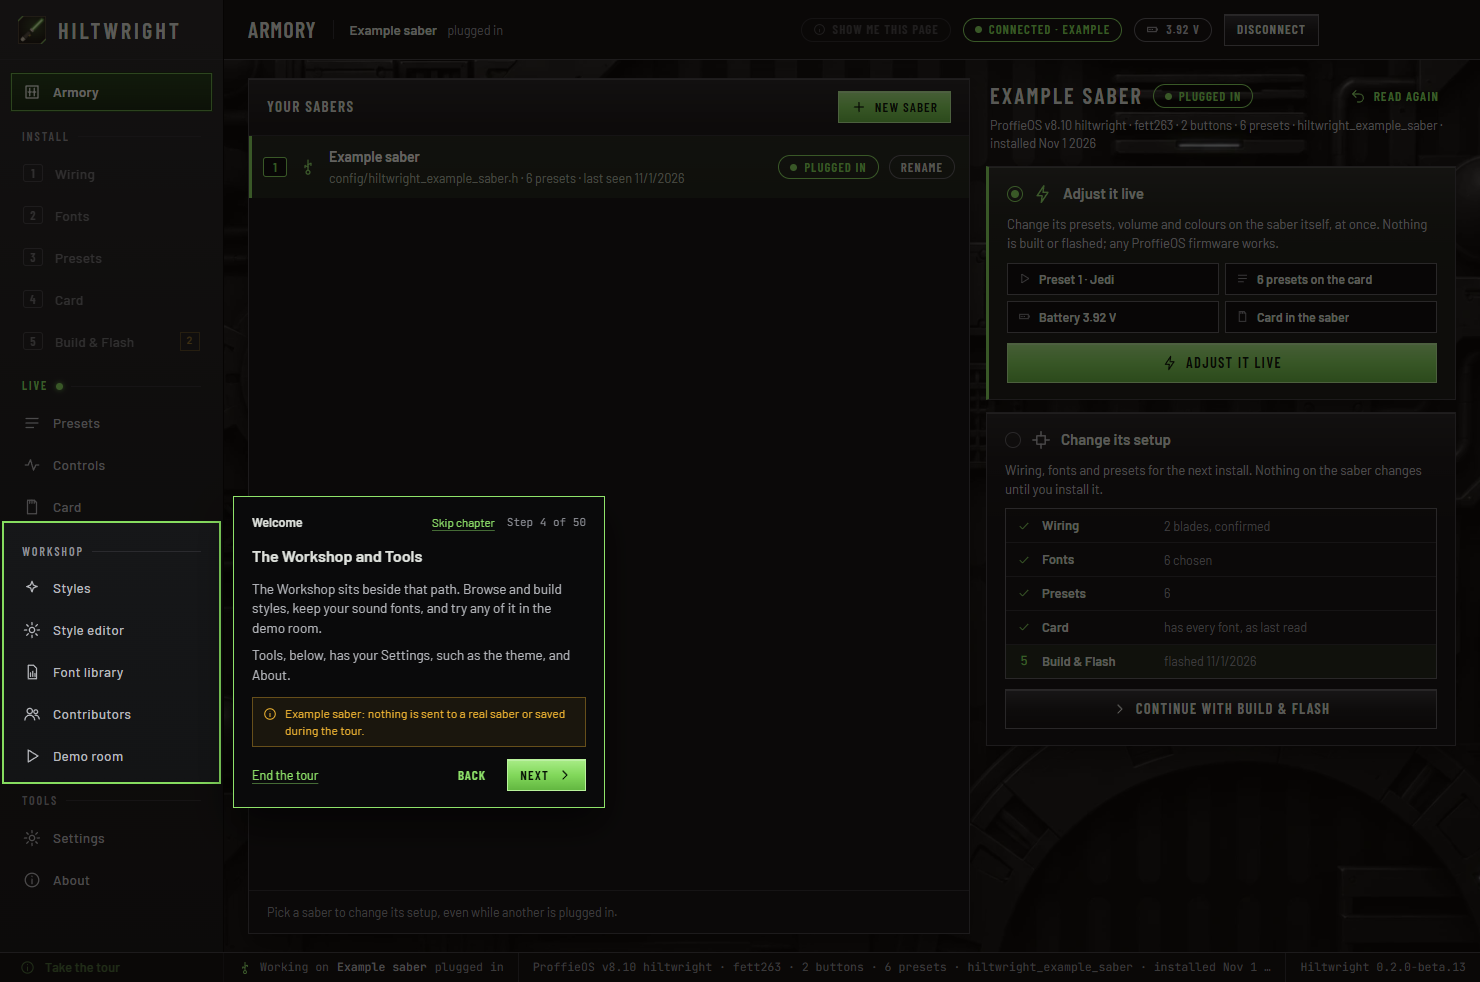 HILTWRIGHT
ARMORY
Example saber plugged in
SHOW ME THIS PAGE
CONNECTED · EXAMPLE
3.92 V
DISCONNECT
Armory
INSTALL
1 Wiring
2 Fonts
3 Presets
4 Card
5 Build & Flash 2
LIVE
Presets
Controls
Card
WORKSHOP
Styles
Style editor
Font library
Contributors
Demo room
TOOLS
Settings
About
Take the tour
YOUR SABERS
NEW SABER
1 Example saber
config/hiltwright_example_saber.h · 6 presets · last seen 11/1/2026
PLUGGED IN
RENAME
Pick a saber to change its setup, even while another is plugged in.
Welcome
Skip chapter
Step 4 of 50
The Workshop and Tools
The Workshop sits beside that path. Browse and build
styles, keep your sound fonts, and try any of it in the
demo room.
Tools, below, has your Settings, such as the theme, and
About.
Example saber: nothing is sent to a real saber or saved
during the tour.
End the tour
BACK
NEXT
EXAMPLE SABER
PLUGGED IN
READ AGAIN
ProffieOS v8.10 hiltwright · fett263 · 2 buttons · 6 presets · hiltwright_example_saber ·
installed Nov 1 2026
Adjust it live
Change its presets, volume and colours on the saber itself, at once. Nothing
is built or flashed; any ProffieOS firmware works.
Preset 1 · Jedi
6 presets on the card
Battery 3.92 V
Card in the saber
ADJUST IT LIVE
Change its setup
Wiring, fonts and presets for the next install. Nothing on the saber changes
until you install it.
Wiring 2 blades, confirmed
Fonts 6 chosen
Presets 6
Card has every font, as last read
5 Build & Flash flashed 11/1/2026
CONTINUE WITH BUILD & FLASH
Working on Example saber plugged in
ProffieOS v8.10 hiltwright · fett263 · 2 buttons · 6 presets · hiltwright_example_saber · installed Nov 1 …
Hiltwright 0.2.0-beta.13